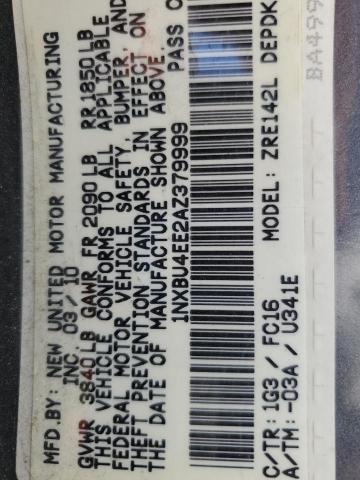 MFD.BY: NEW UNITED MOTOR MANUFACTURING
INC. 03/10
GVWR 3840LB GAWR FR 2090LB RR1850LB
THIS VEHICLE CONFORMS TO ALL APPLICABLE
FEDERAL MOTOR VEHICLE SAFETY, BUMPER, AND
THEFT PREVENTION STANDARDS IN EFFECT ON
THE DATE OF MANUFACTURE SHOWN ABOVE.
1NXBU4EE2AZ379999 PASS C
C/TR: 1G3 / FC16 MODEL: ZRE142L DEPDK
A/TM: -03A / U341E
BA499